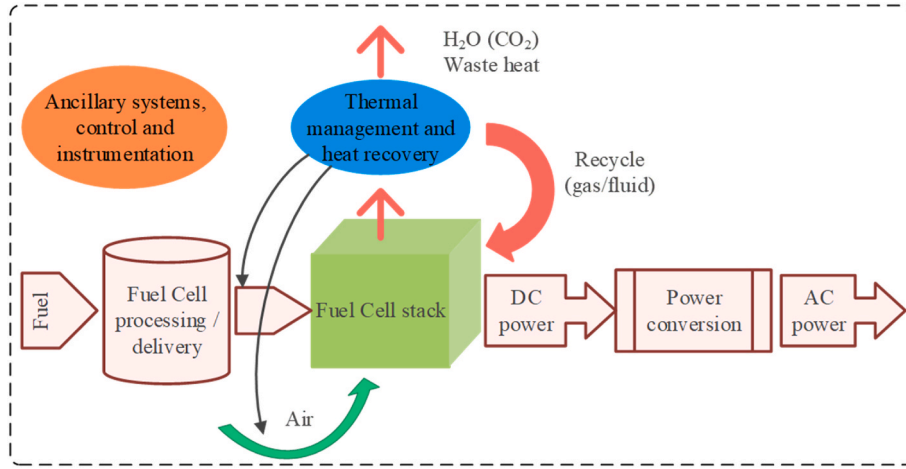 H₂O (CO₂)
Waste heat
Ancillary systems,
control and
instrumentation
Thermal
management and
heat recovery
Recycle
(gas/fluid)
Fuel
Fuel Cell
processing /
delivery
Fuel Cell stack
DC
power
Power
conversion
AC
power
Air